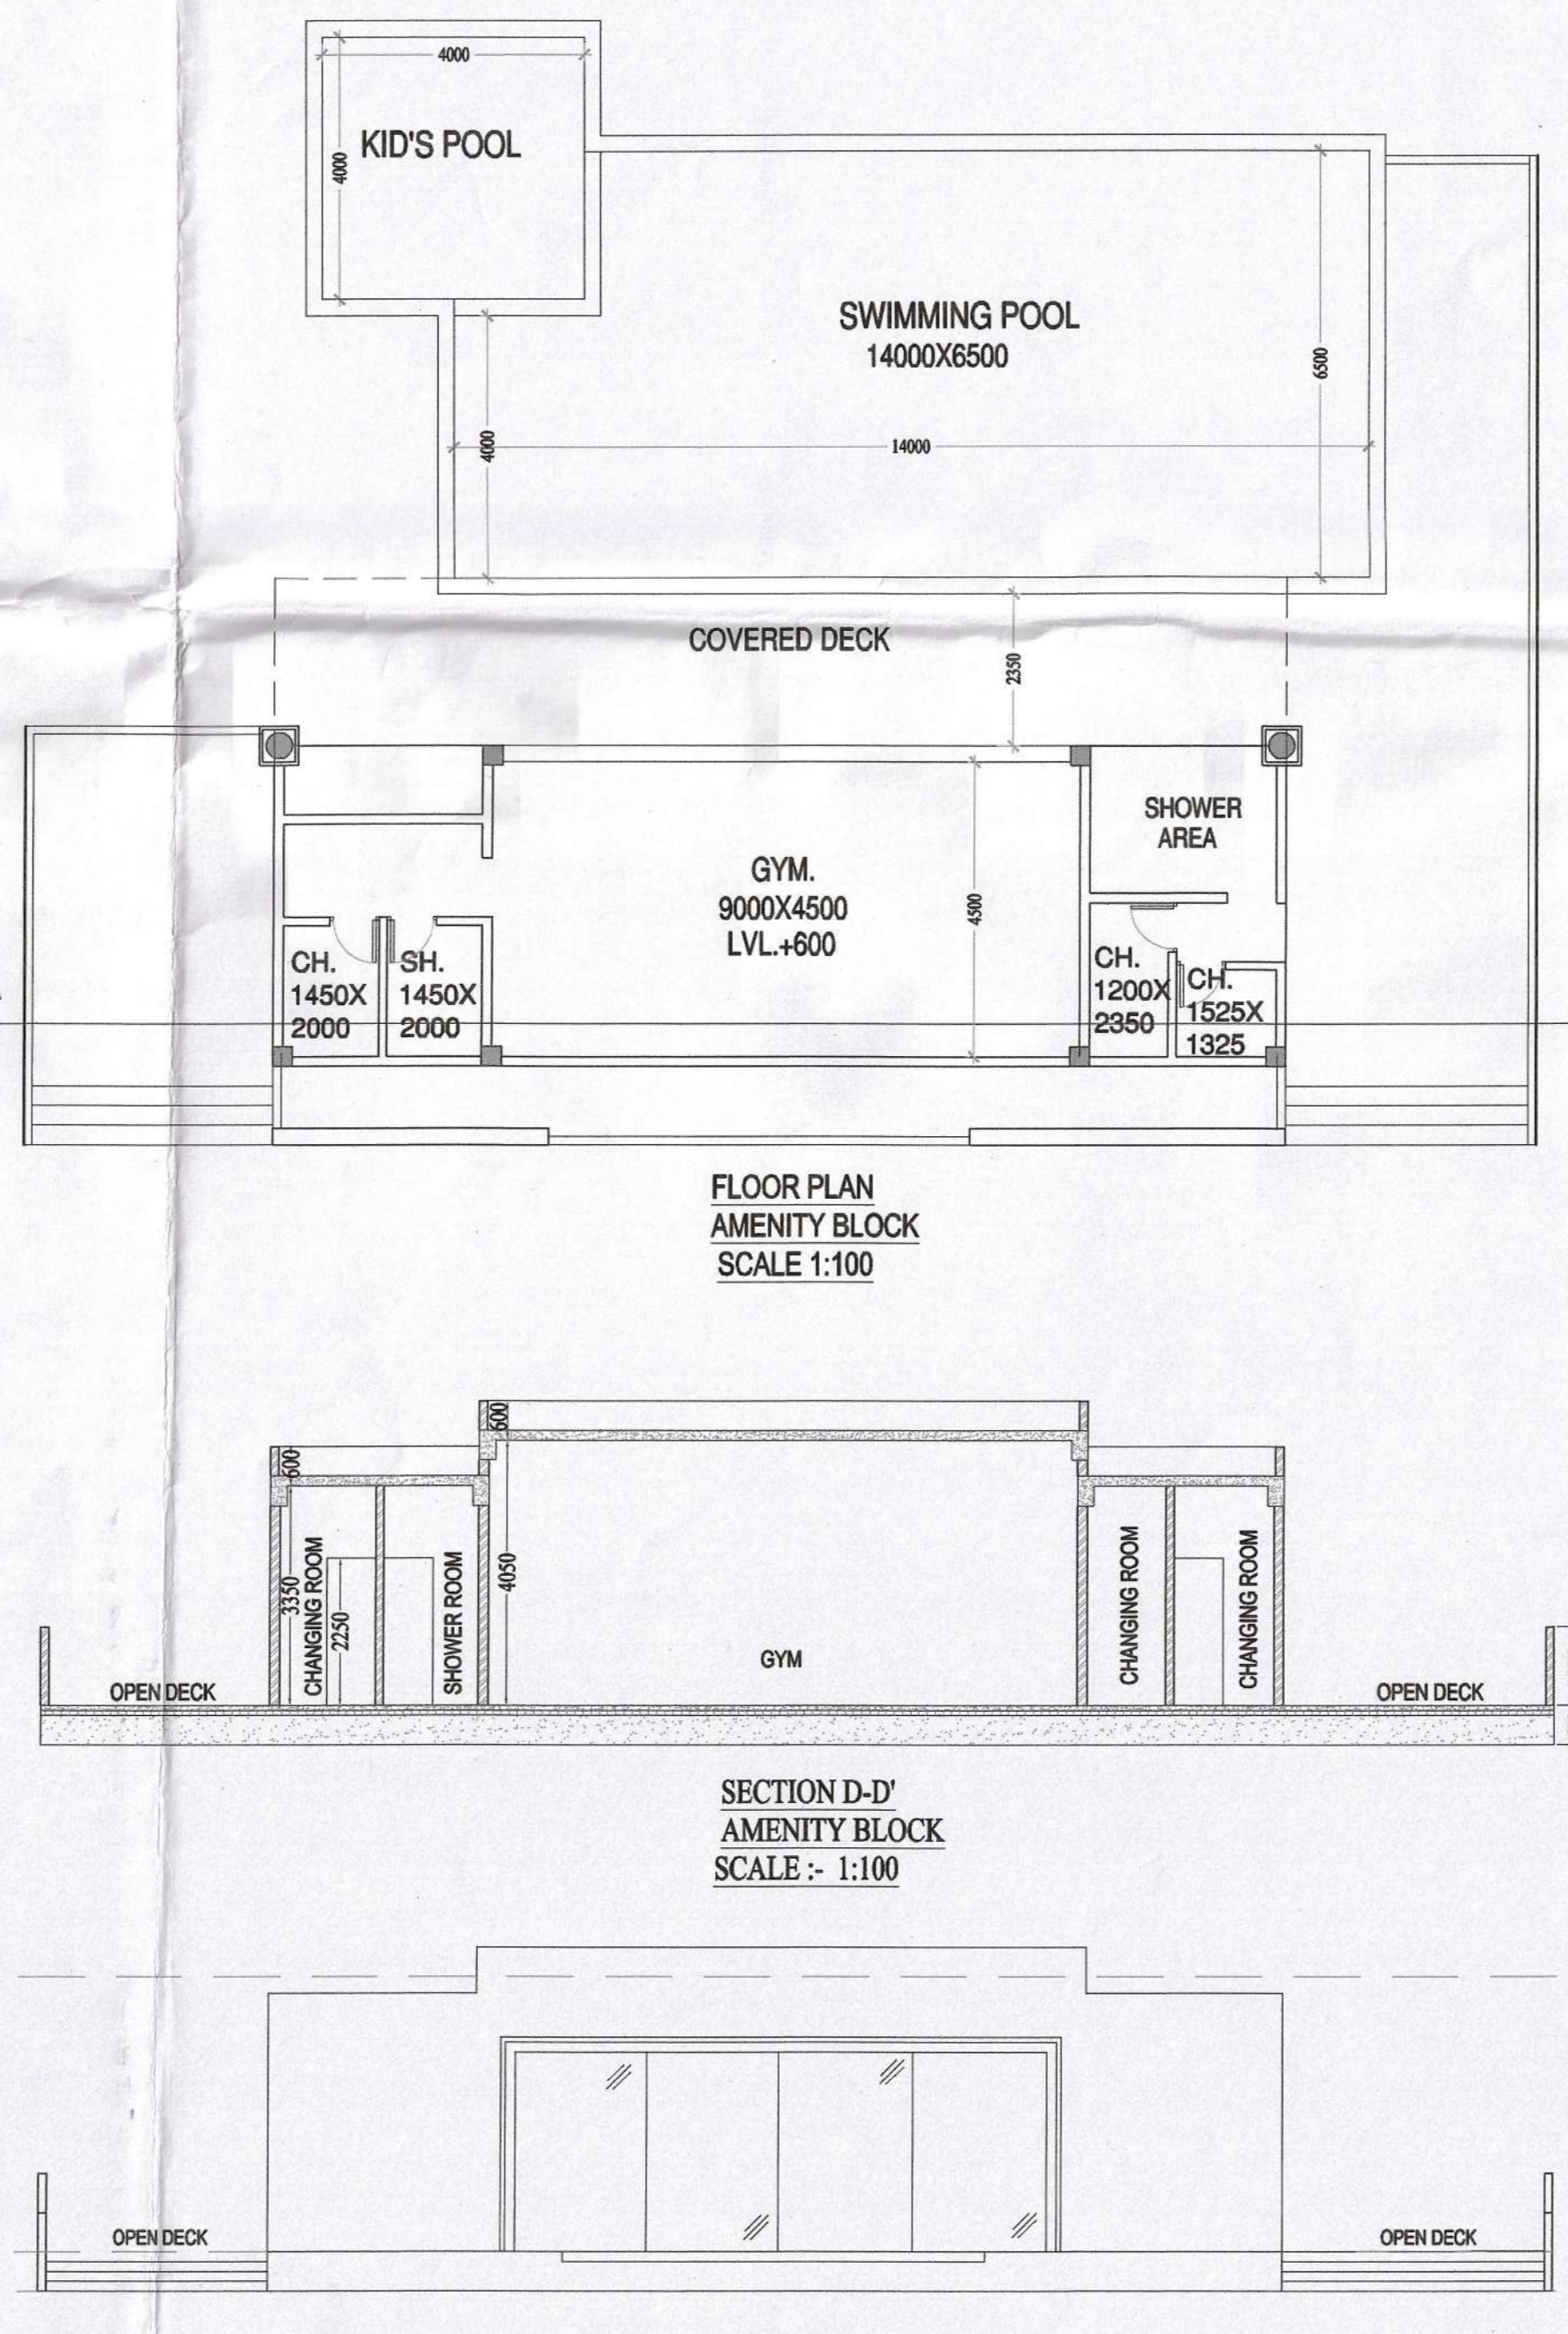 4000
KID'S POOL
4000
SWIMMING POOL
14000X6500
6500
4000
14000
COVERED DECK
2350
SHOWER
AREA
GYM.
9000X4500
LVL.+600
4500
CH.
1450X
2000
SH.
1450X
2000
CH.
1200X
2350
CH.
1525X
1325
FLOOR PLAN
AMENITY BLOCK
SCALE 1:100
600
600
3350
CHANGING ROOM
2250
SHOWER ROOM
4050
GYM
CHANGING ROOM
CHANGING ROOM
OPEN DECK
OPEN DECK
SECTION D-D'
AMENITY BLOCK
SCALE :- 1:100
OPEN DECK
OPEN DECK